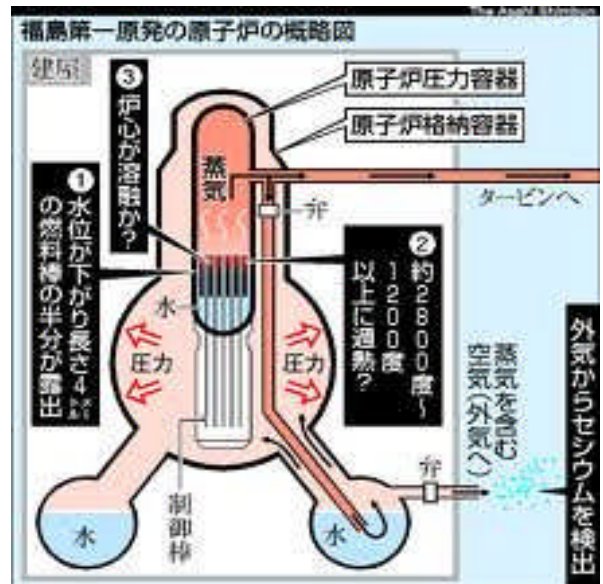 The Asahi Shimbun
福島第一原発の原子炉の概略図
建屋
原子炉圧力容器
原子炉格納容器
③炉心が溶融か？
蒸気
弁
タービンへ
①水位が下がり長さ4メートル
の燃料棒の半分が露出
水
②約2800度～
1200度
以上に過熱？
圧力
圧力
制御棒
水
水
弁
蒸気を含む
空気(外気へ)
外気からセシウムを検出